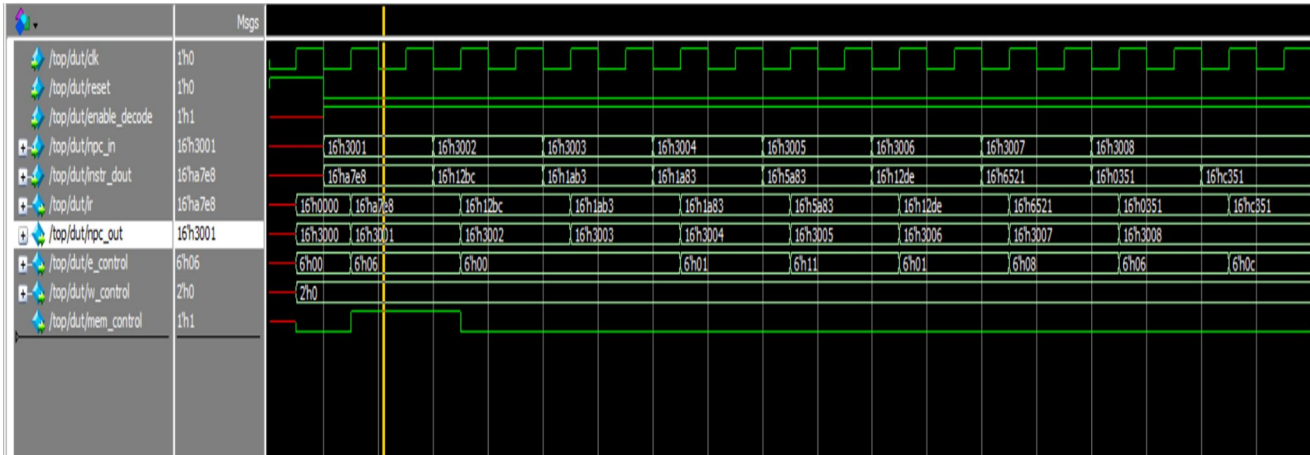 Msgs
/top/dut/clk 1'h0
/top/dut/reset 1'h0
/top/dut/enable_decode 1'h1
/top/dut/npc_in 16'h3001 16'h3001 16'h3002 16'h3003 16'h3004 16'h3005 16'h3006 16'h3007 16'h3008
/top/dut/instr_dout 16'ha7e8 16'ha7e8 16'h12bc 16'h1ab3 16'h1a83 16'h5a83 16'h12de 16'h6521 16'h0351 16'hc351
/top/dut/ir 16'ha7e8 16'h0000 16'ha7e8 16'h12bc 16'h1ab3 16'h1a83 16'h5a83 16'h12de 16'h6521 16'h0351 16'hc351
/top/dut/npc_out 16'h3001 16'h3000 16'h3001 16'h3002 16'h3003 16'h3004 16'h3005 16'h3006 16'h3007 16'h3008
/top/dut/e_control 6'h06 6'h00 6'h06 6'h00 6'h01 6'h11 6'h01 6'h08 6'h06 6'h0c
/top/dut/w_control 2'h0 2'h0
/top/dut/mem_control 1'h1